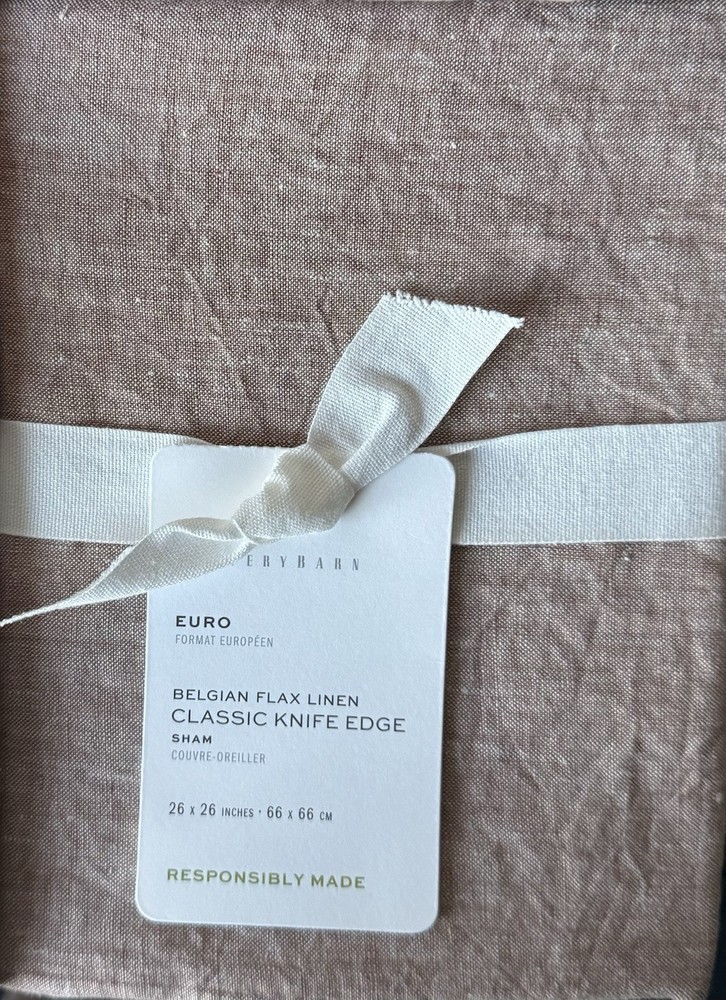 ERYBARN
EURO
FORMAT EUROPÉEN
BELGIAN FLAX LINEN
CLASSIC KNIFE EDGE
SHAM
COUVRE-OREILLER
26 x 26 INCHES · 66 x 66 CM
RESPONSIBLY MADE